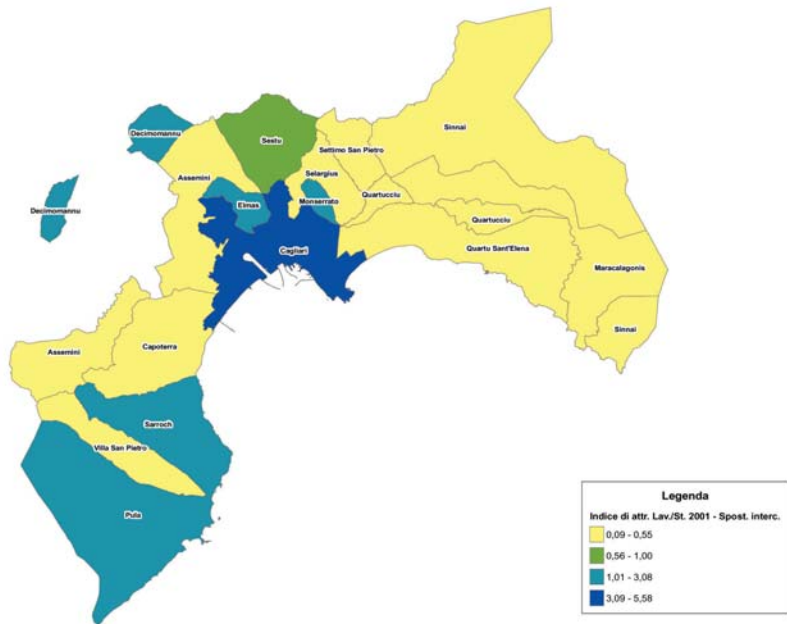 Decimomannu
Sestu
Sinnai
Settimo San Pietro
Assemini
Selargius
Decimomannu
Elmas
Monserrato
Quartucciu
Quartucciu
Cagliari
Quartu Sant'Elena
Maracalagonis
Sinnai
Capoterra
Assemini
Sarroch
Villa San Pietro
Pula
Legenda
Indice di attr. Lav./St. 2001 - Spost. interc.
0,09 - 0,55
0,56 - 1,00
1,01 - 3,08
3,09 - 5,58